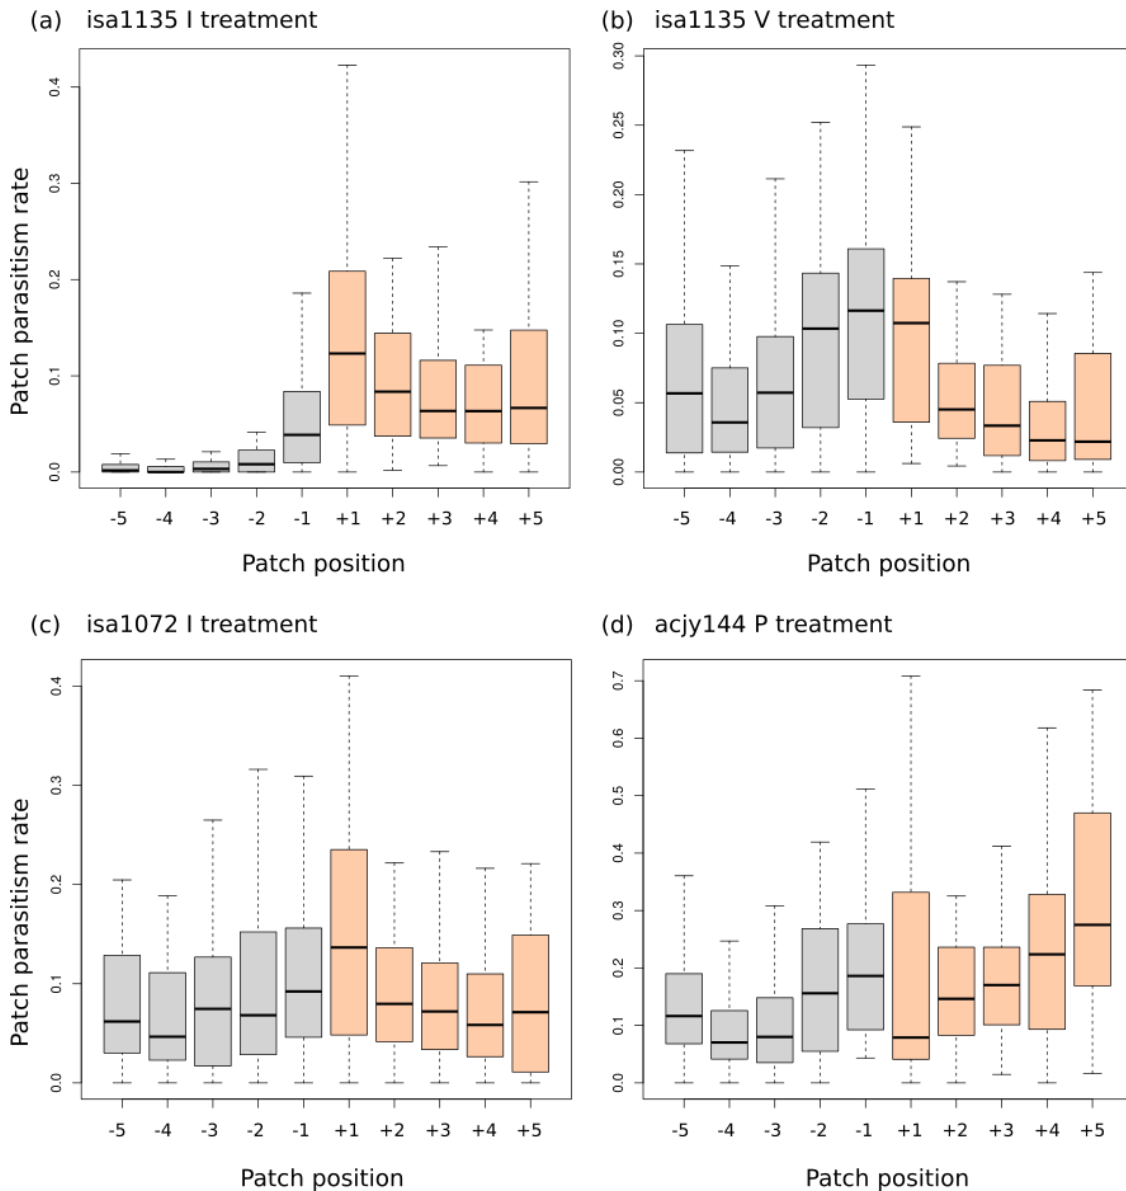 (a) isa1135 I treatment
Patch parasitism rate
0.4
0.3
0.2
0.1
0.0
-5 -4 -3 -2 -1 +1 +2 +3 +4 +5
Patch position
(b) isa1135 V treatment
0.30
0.25
0.20
0.15
0.10
0.05
0.00
-5 -4 -3 -2 -1 +1 +2 +3 +4 +5
Patch position
(c) isa1072 I treatment
Patch parasitism rate
0.4
0.3
0.2
0.1
0.0
-5 -4 -3 -2 -1 +1 +2 +3 +4 +5
Patch position
(d) acjy144 P treatment
0.7
0.6
0.5
0.4
0.3
0.2
0.1
0.0
-5 -4 -3 -2 -1 +1 +2 +3 +4 +5
Patch position